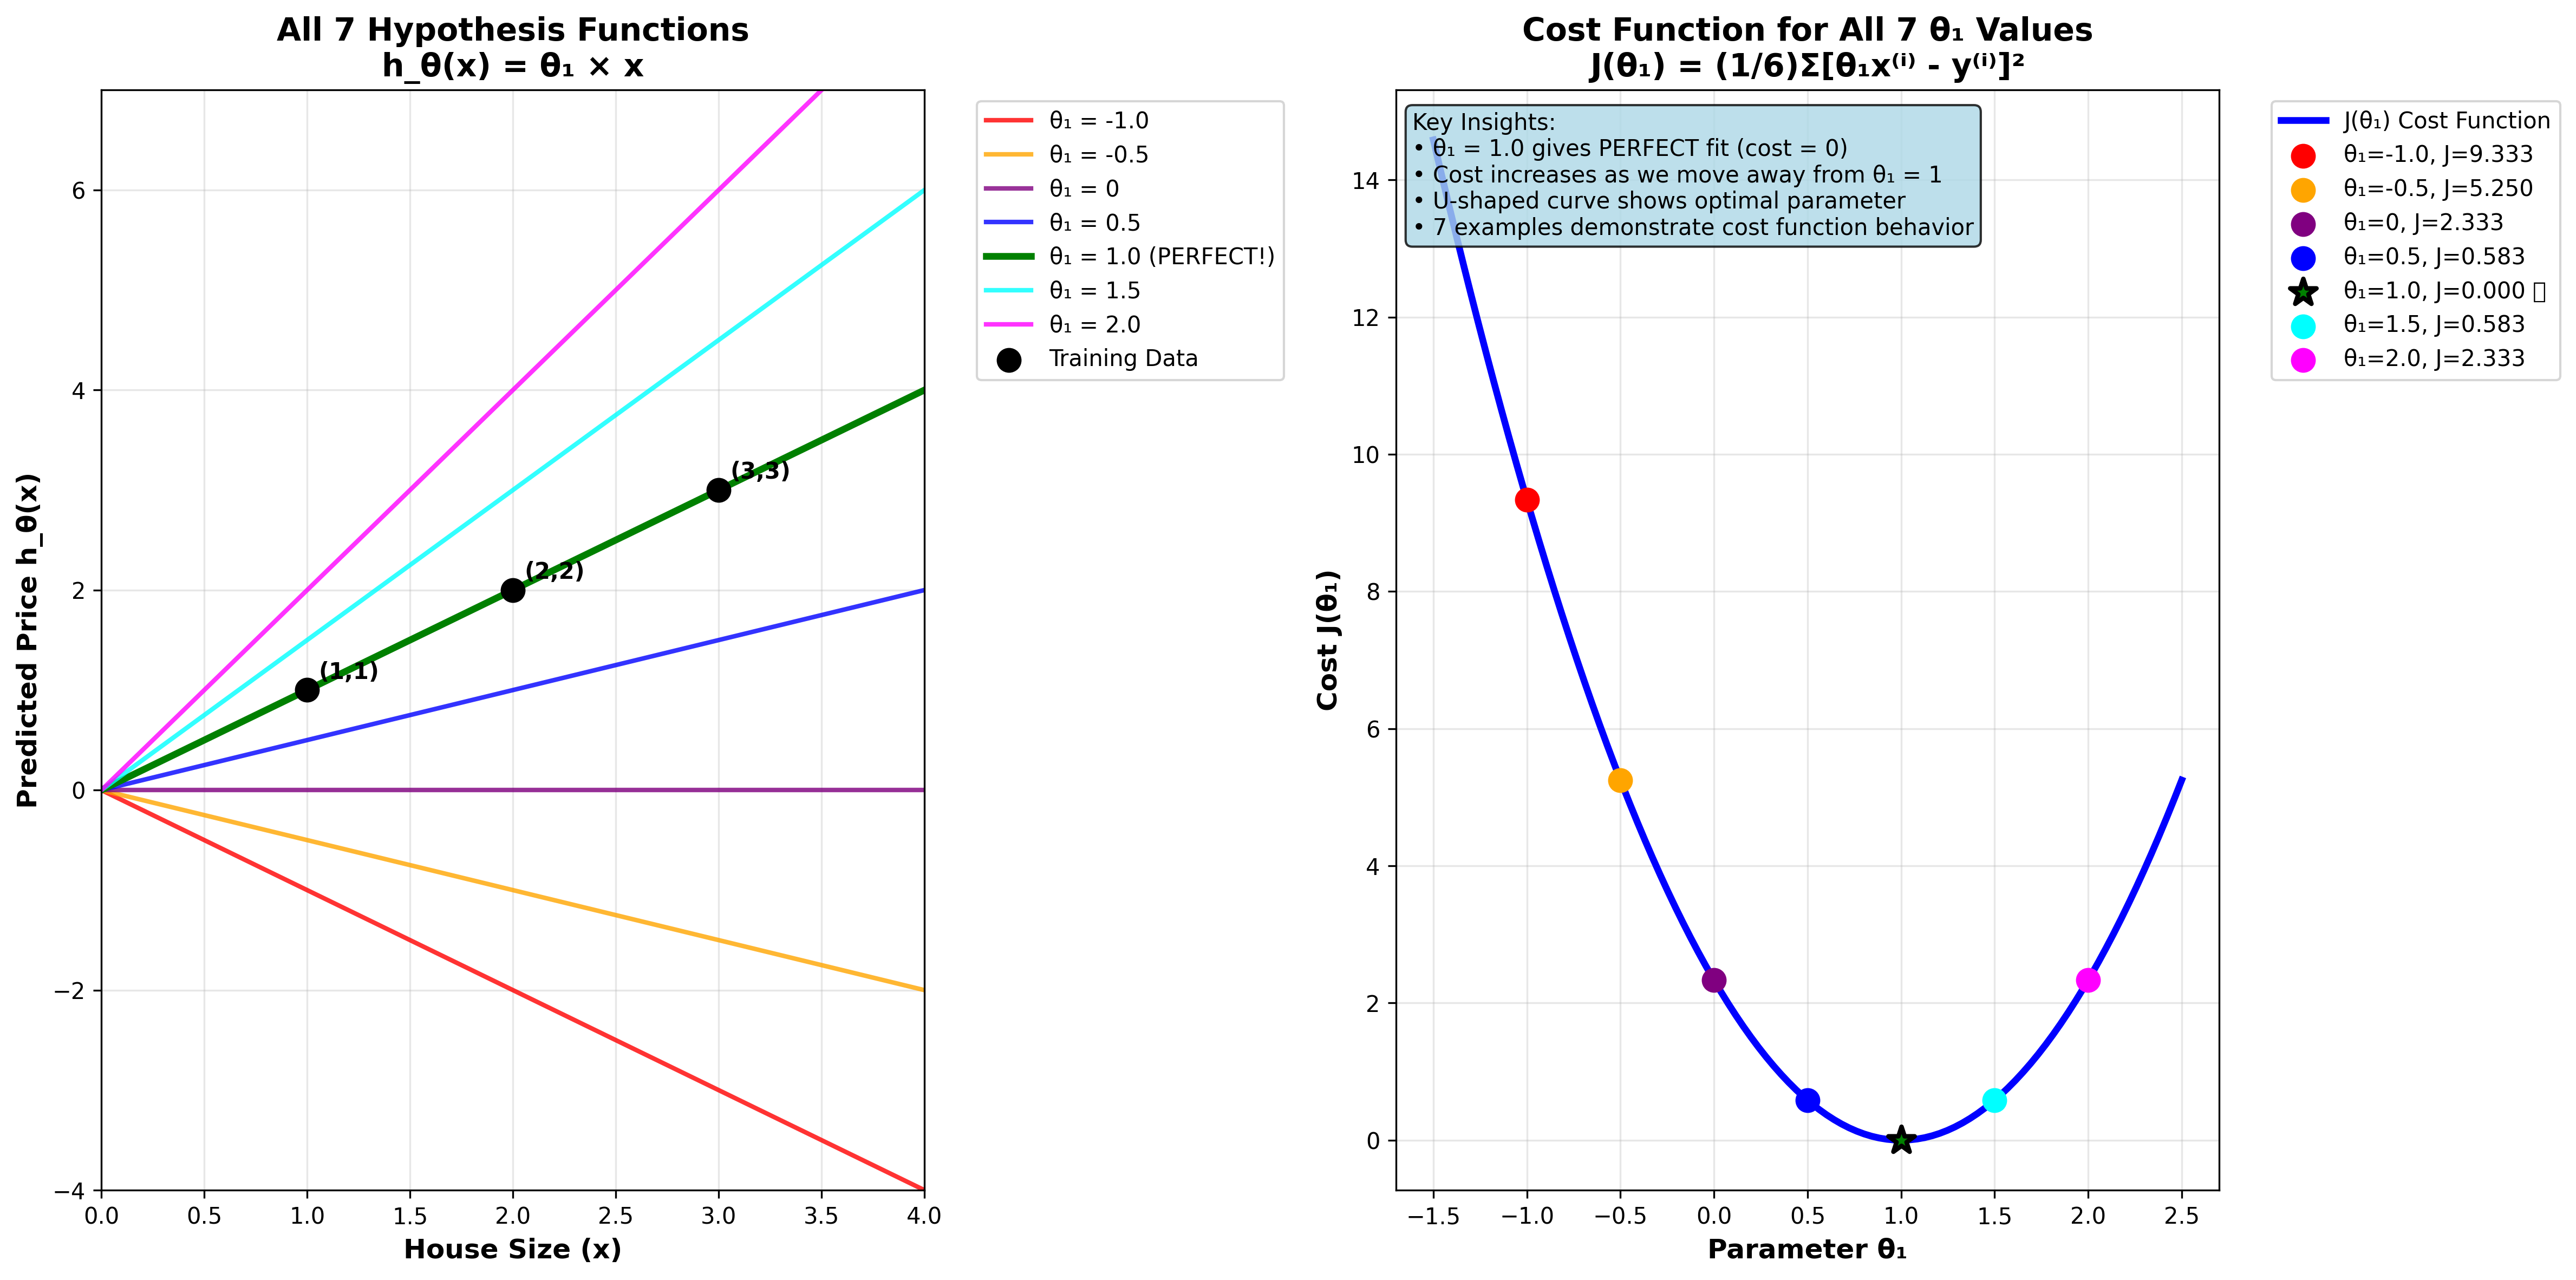 All 7 Hypothesis Functions
h_θ(x) = θ₁ × x
Predicted Price h_θ(x)
6
4
2
0
−2
−4
(1,1)
(2,2)
(3,3)
0.0
0.5
1.0
1.5
2.0
2.5
3.0
3.5
4.0
House Size (x)
θ₁ = -1.0
θ₁ = -0.5
θ₁ = 0
θ₁ = 0.5
θ₁ = 1.0 (PERFECT!)
θ₁ = 1.5
θ₁ = 2.0
Training Data
Cost Function for All 7 θ₁ Values
J(θ₁) = (1/6)Σ[θ₁x⁽ⁱ⁾ - y⁽ⁱ⁾]²
Key Insights:
• θ₁ = 1.0 gives PERFECT fit (cost = 0)
• Cost increases as we move away from θ₁ = 1
• U-shaped curve shows optimal parameter
• 7 examples demonstrate cost function behavior
Cost J(θ₁)
14
12
10
8
6
4
2
0
−1.5
−1.0
−0.5
0.0
0.5
1.0
1.5
2.0
2.5
Parameter θ₁
J(θ₁) Cost Function
θ₁=-1.0, J=9.333
θ₁=-0.5, J=5.250
θ₁=0, J=2.333
θ₁=0.5, J=0.583
θ₁=1.0, J=0.000
θ₁=1.5, J=0.583
θ₁=2.0, J=2.333